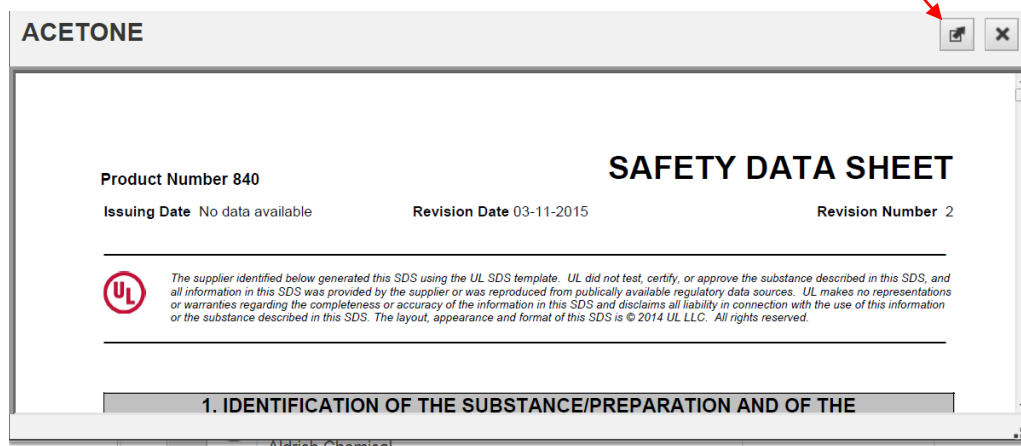 ACETONE
SAFETY DATA SHEET
Product Number 840
Issuing Date No data available Revision Date 03-11-2015 Revision Number 2
UL
The supplier identified below generated this SDS using the UL SDS template. UL did not test, certify, or approve the substance described in this SDS, and
all information in this SDS was provided by the supplier or was reproduced from publically available regulatory data sources. UL makes no representations
or warranties regarding the completeness or accuracy of the information in this SDS and disclaims all liability in connection with the use of this information
or the substance described in this SDS. The layout, appearance and format of this SDS is © 2014 UL LLC. All rights reserved.
1. IDENTIFICATION OF THE SUBSTANCE/PREPARATION AND OF THE
Aldrich Chemical